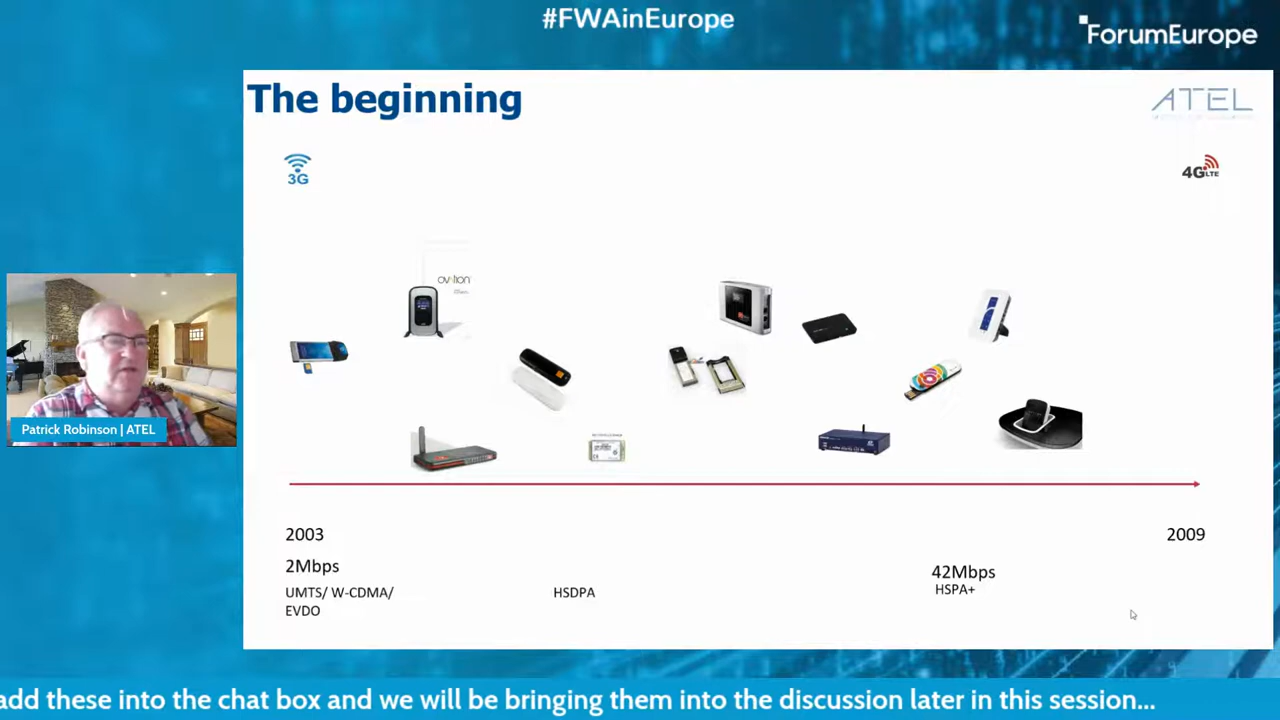 #FWAinEurope
ForumEurope
The beginning
ATEL
3G
4G LTE
ovation
2003
2009
2Mbps
42Mbps
UMTS/ W-CDMA/
EVDO
HSDPA
HSPA+
Patrick Robinson | ATEL
add these into the chat box and we will be bringing them into the discussion later in this session...